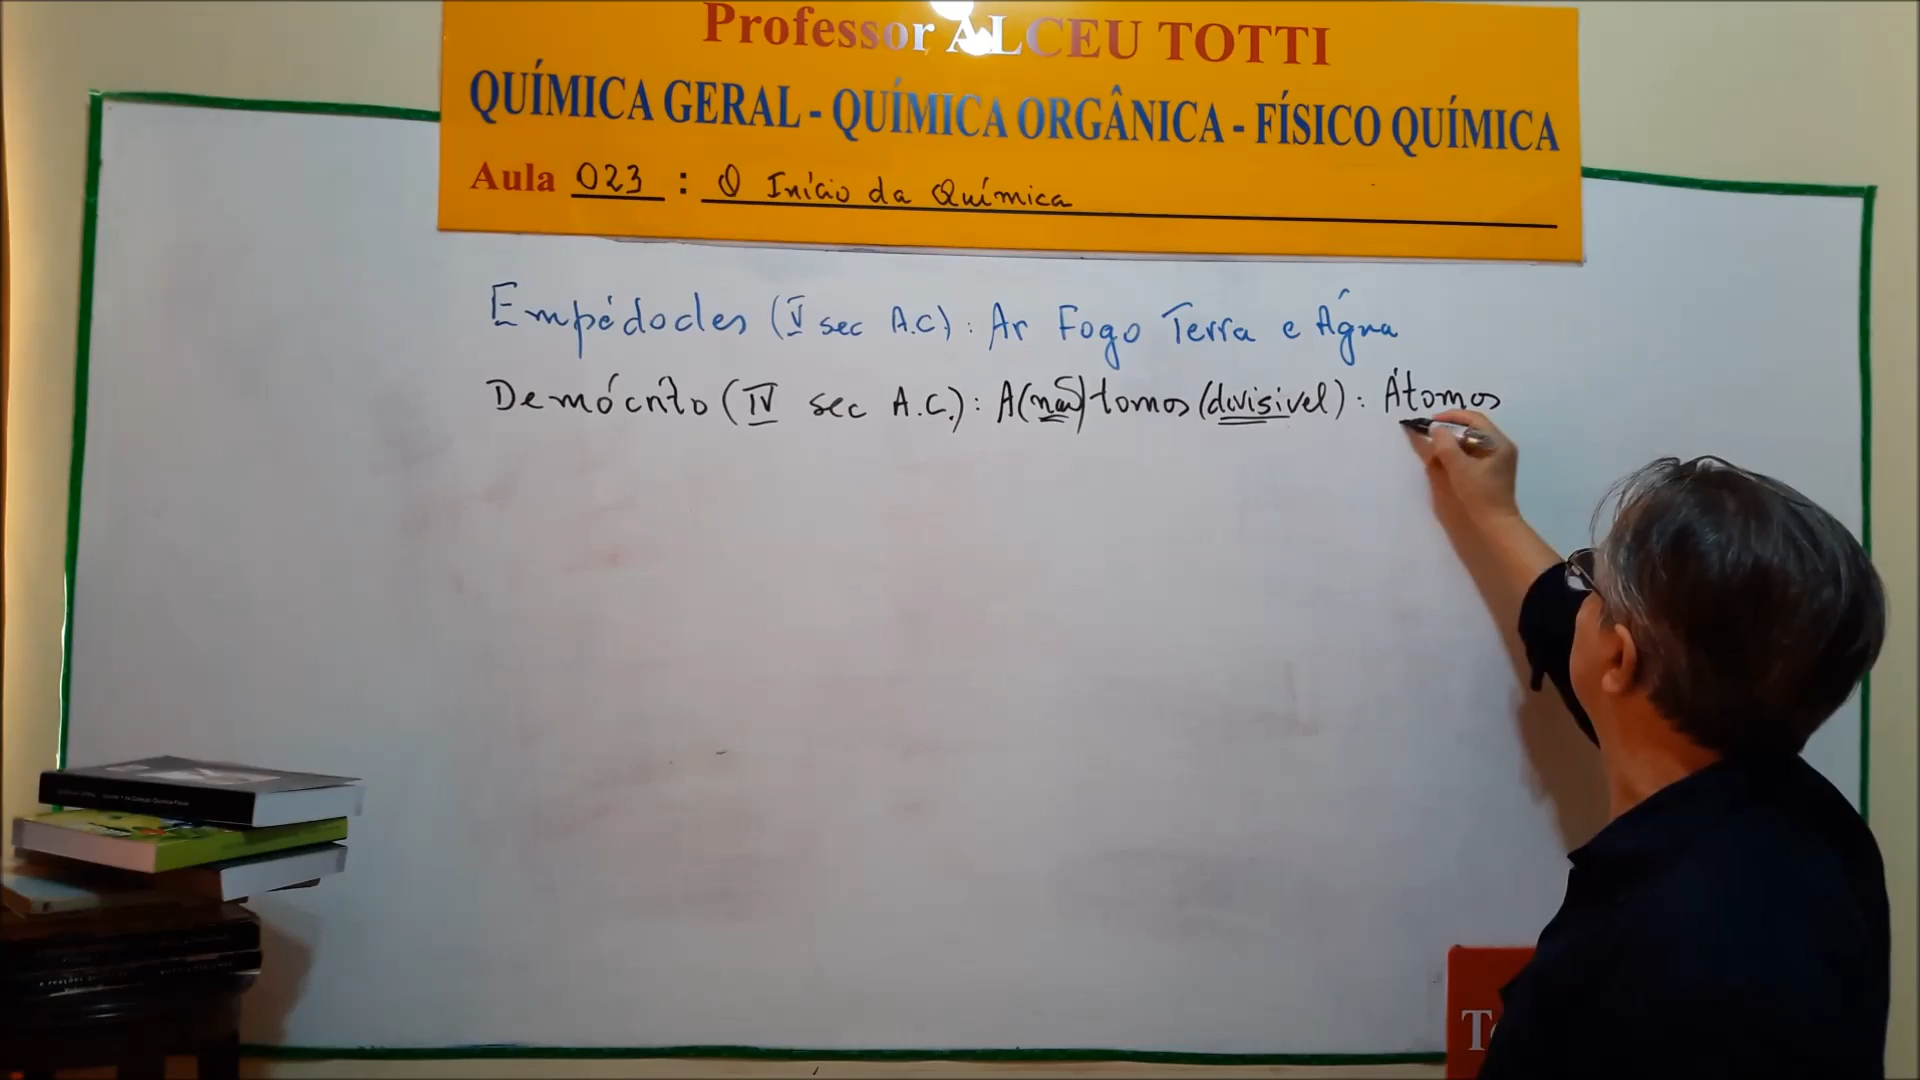 Professor ALCEU TOTTI
QUÍMICA GERAL - QUÍMICA ORGÂNICA - FÍSICO QUÍMICA
Aula 023 : O Início da Química
Empédocles (V sec A.C): Ar Fogo Terra e Água
Demócrito (IV sec A.C.): A(não)tomos (divisivel): Átomos